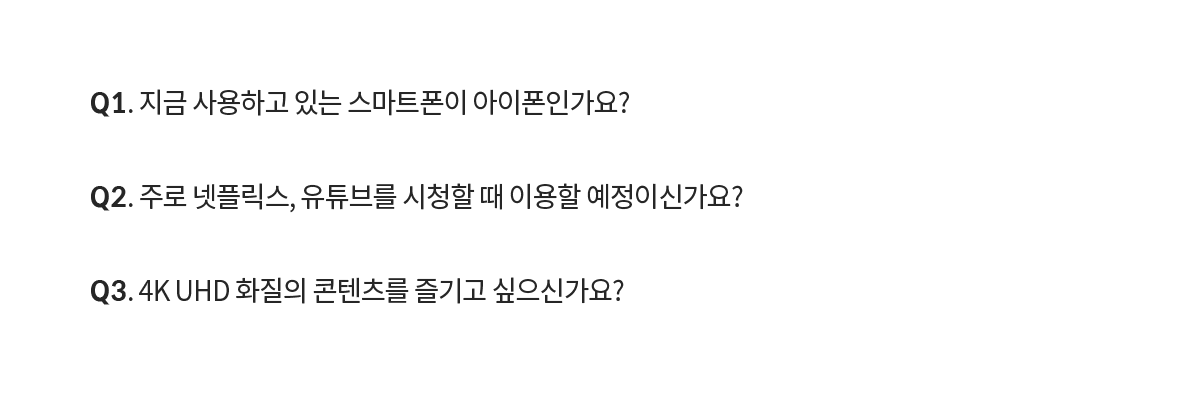 Q1. 지금 사용하고 있는 스마트폰이 아이폰인가요?
Q2. 주로 넷플릭스, 유튜브를 시청할 때 이용할 예정이신가요?
Q3. 4K UHD 화질의 콘텐츠를 즐기고 싶으신가요?